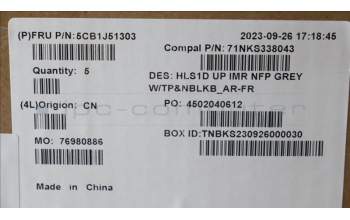 (P)FRU P/N:5CB1J51303
2023-09-26 17:18:45
Compal P/N: 71NKS338043
Quantity: 5
DES: HLS1D UP IMR NFP GREY
W/TP&NBLKB_AR-FR
(4L)Origion: CN
PO: 4502040612
MO: 76980886
BOX ID:TNBKS230926000030
Made in China